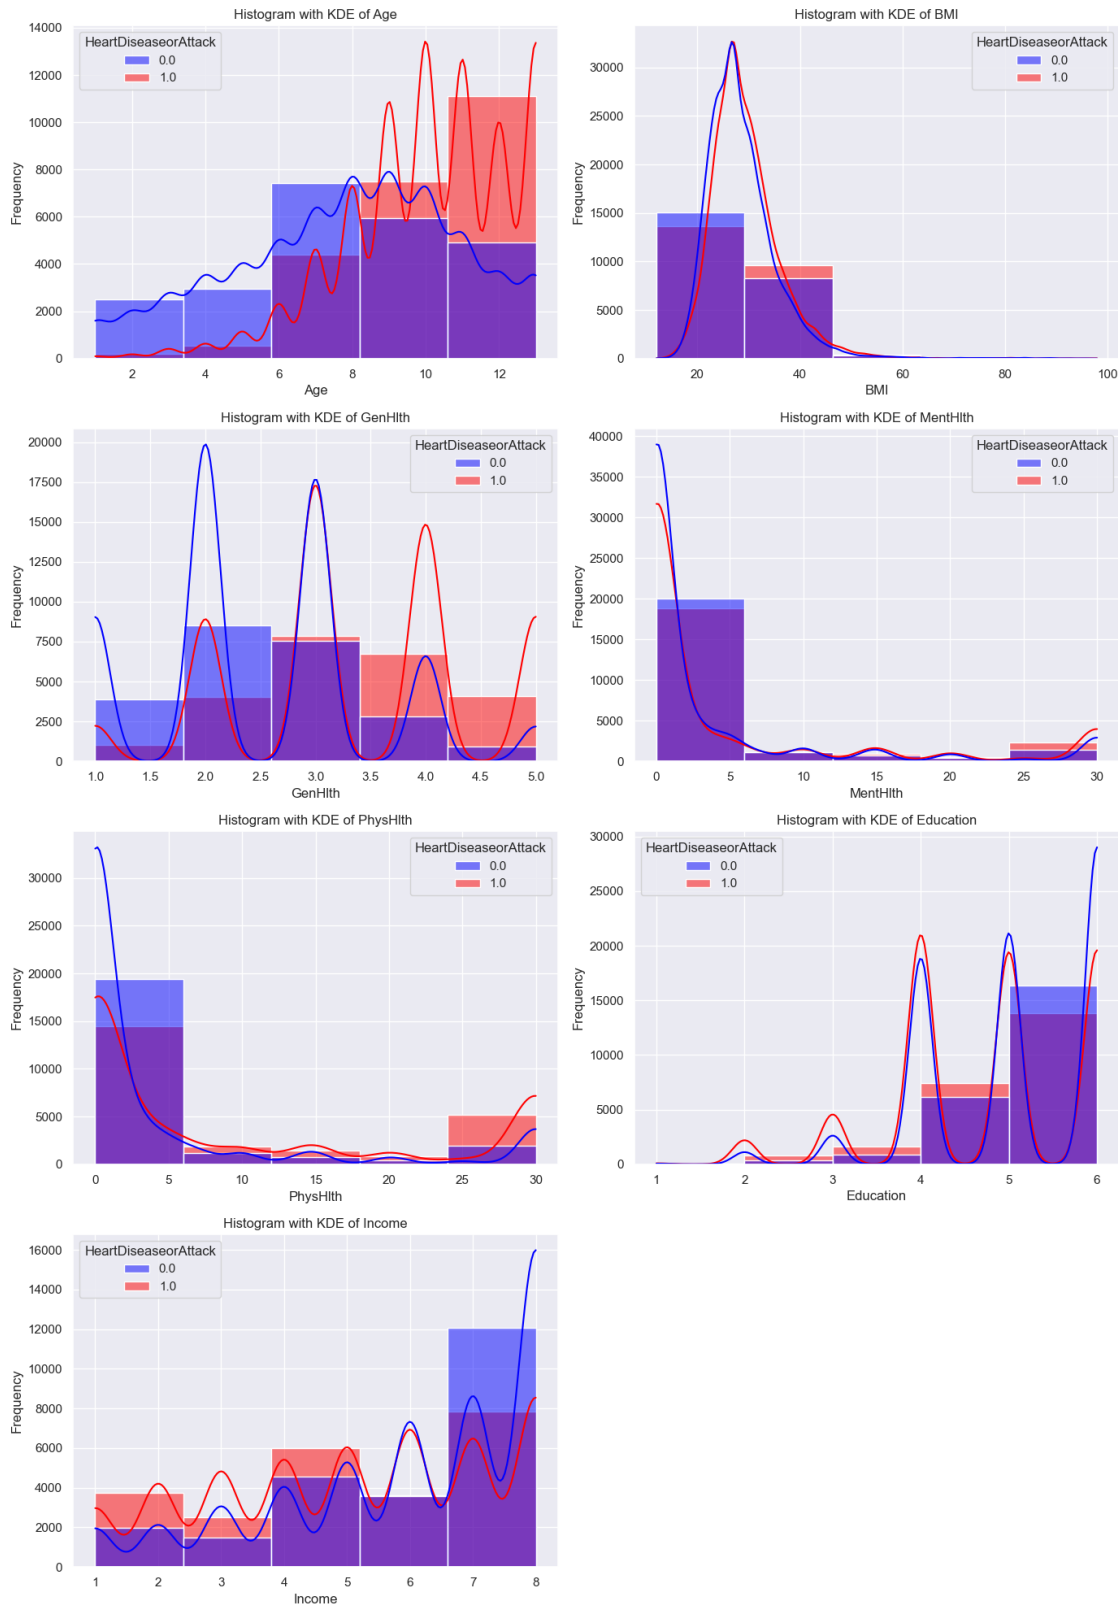 Histogram with KDE of Age
14000
12000
10000
8000
6000
4000
2000
0
Frequency
HeartDiseaseorAttack
0.0
1.0
2 4 6 8 10 12
Age
Histogram with KDE of BMI
30000
25000
20000
15000
10000
5000
0
Frequency
HeartDiseaseorAttack
0.0
1.0
20 40 60 80 100
BMI
Histogram with KDE of GenHlth
20000
17500
15000
12500
10000
7500
5000
2500
0
Frequency
HeartDiseaseorAttack
0.0
1.0
1.0 1.5 2.0 2.5 3.0 3.5 4.0 4.5 5.0
GenHlth
Histogram with KDE of MentHlth
40000
35000
30000
25000
20000
15000
10000
5000
0
Frequency
HeartDiseaseorAttack
0.0
1.0
0 5 10 15 20 25 30
MentHlth
Histogram with KDE of PhysHlth
30000
25000
20000
15000
10000
5000
0
Frequency
HeartDiseaseorAttack
0.0
1.0
0 5 10 15 20 25 30
PhysHlth
Histogram with KDE of Education
30000
25000
20000
15000
10000
5000
0
Frequency
HeartDiseaseorAttack
0.0
1.0
1 2 3 4 5 6
Education
Histogram with KDE of Income
16000
14000
12000
10000
8000
6000
4000
2000
0
Frequency
HeartDiseaseorAttack
0.0
1.0
1 2 3 4 5 6 7 8
Income